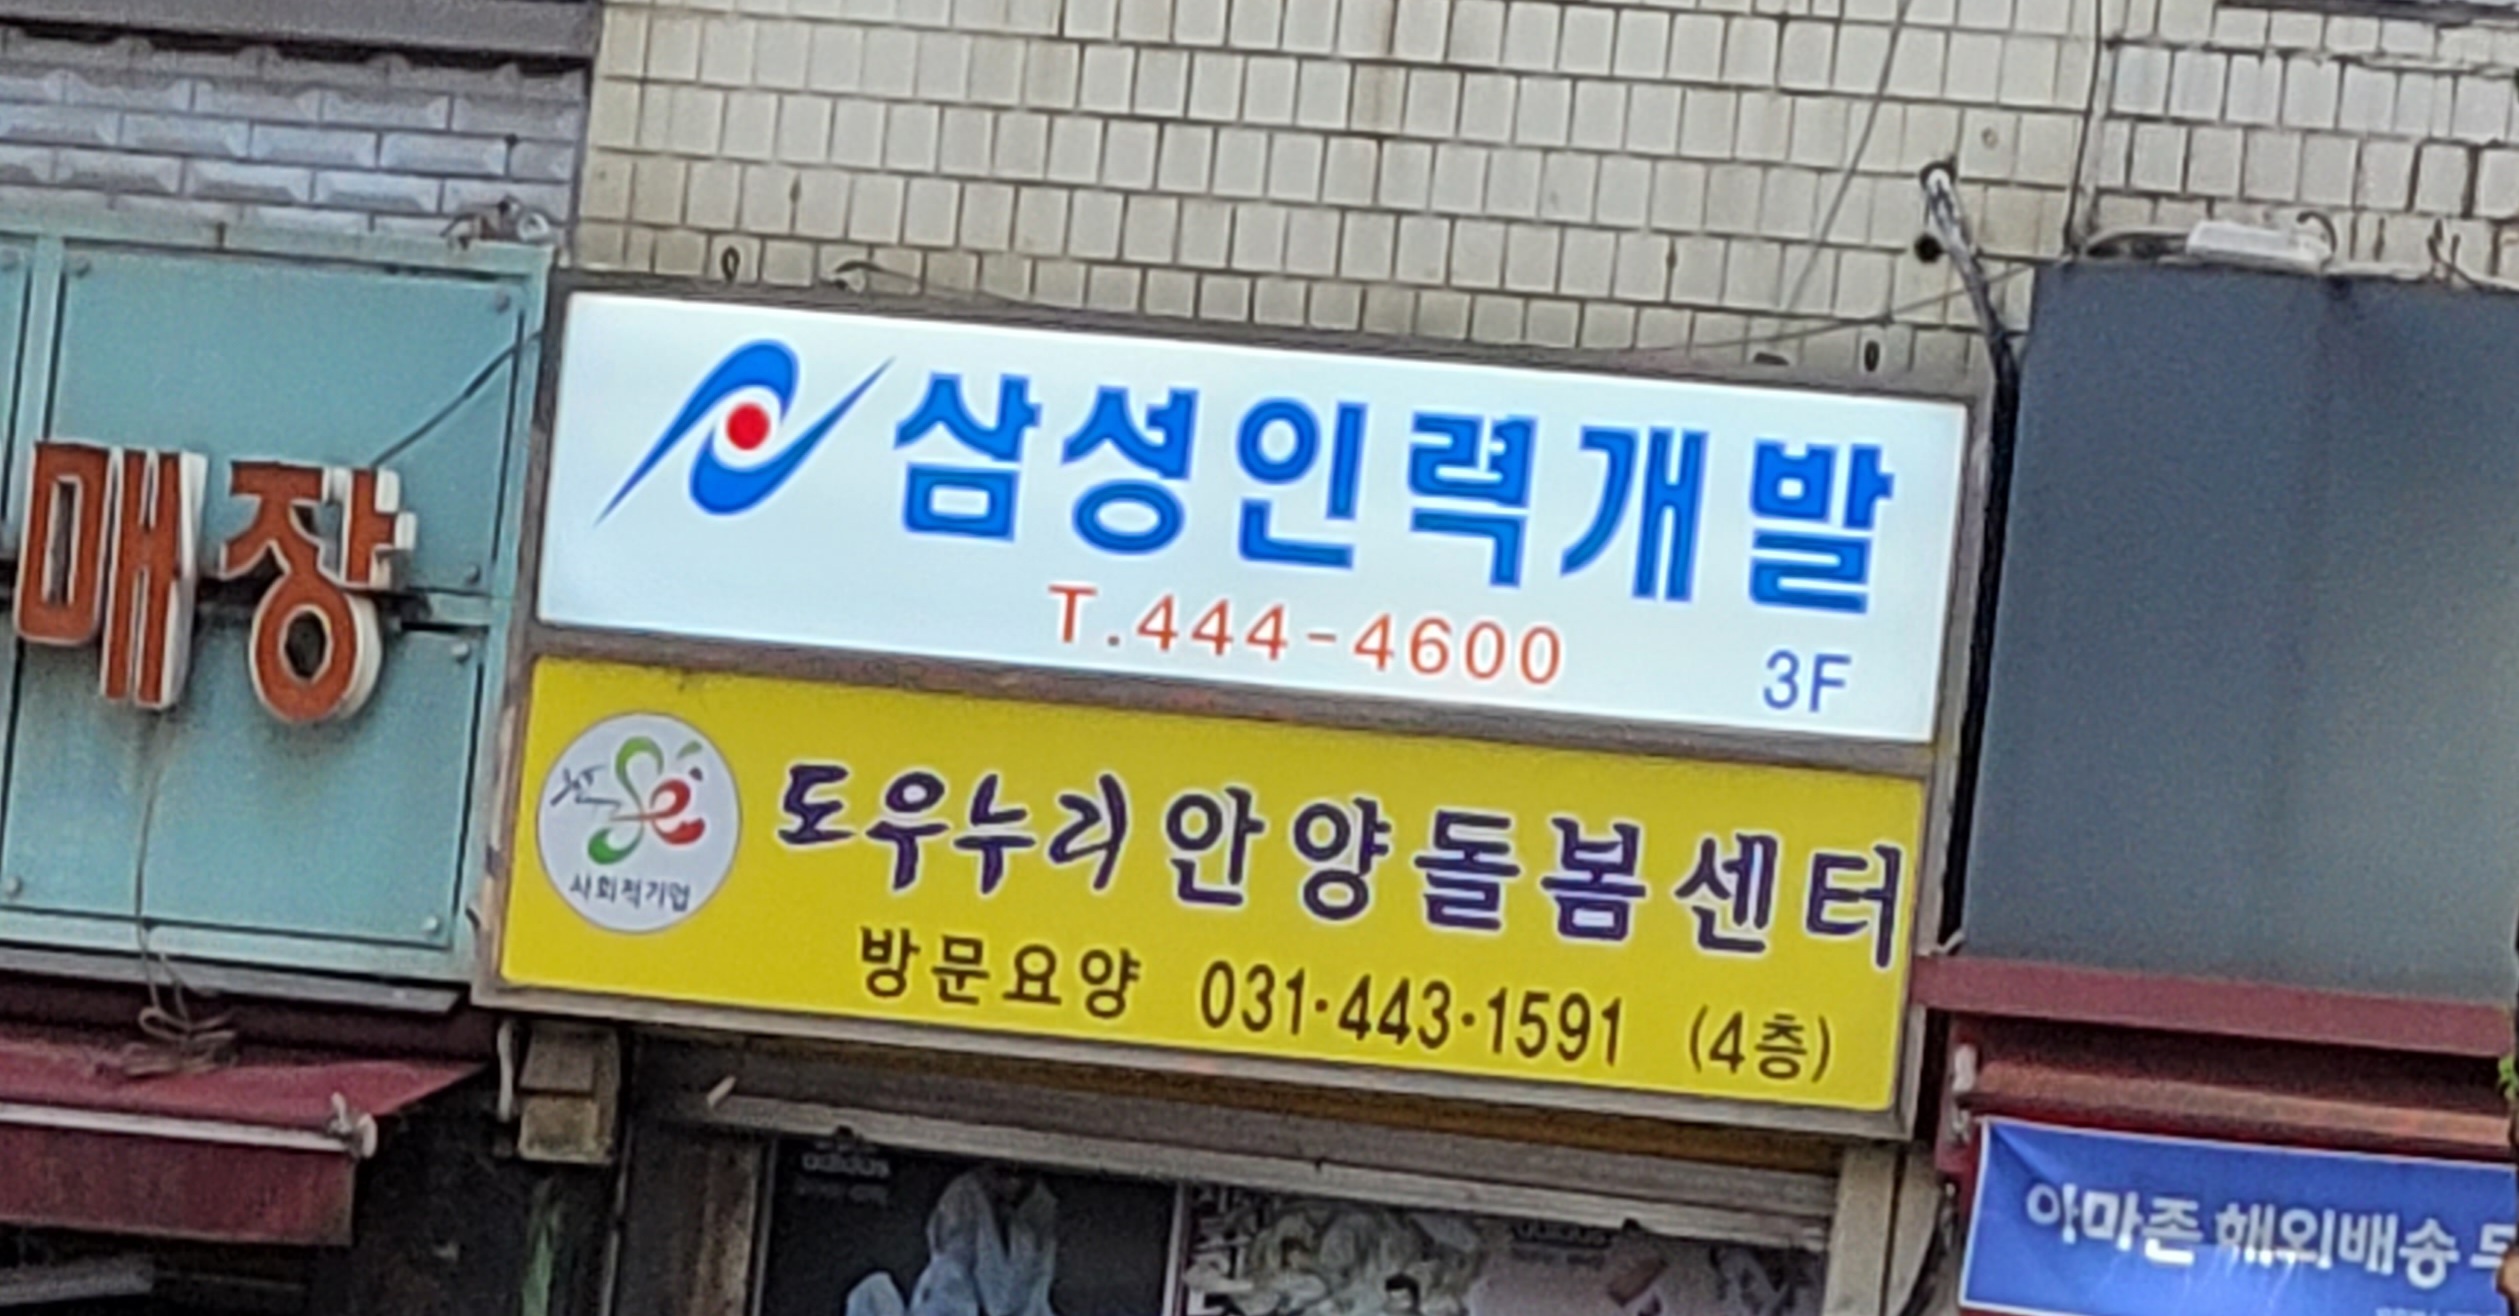 매장
삼성인력개발
T.444-4600 3F
사회적기업
도우누리 안양돌봄센터
방문요양 031·443·1591 (4층)
아마존 해외배송